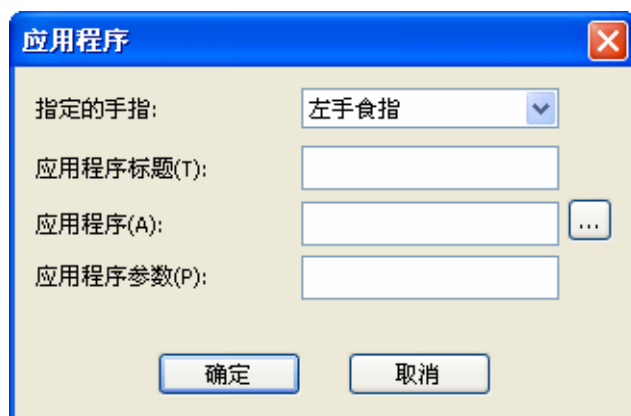 应用程序
指定的手指: 左手食指
应用程序标题(T):
应用程序(A): ...
应用程序参数(P):
确定 取消